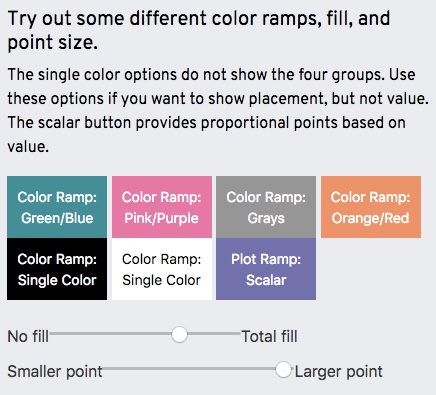 Try out some different color ramps, fill, and
point size.
The single color options do not show the four groups. Use
these options if you want to show placement, but not value.
The scalar button provides proportional points based on
value.
Color Ramp:
Green/Blue
Color Ramp:
Pink/Purple
Color Ramp:
Grays
Color Ramp:
Orange/Red
Color Ramp:
Single Color
Color Ramp:
Single Color
Plot Ramp:
Scalar
No fill Total fill
Smaller point Larger point